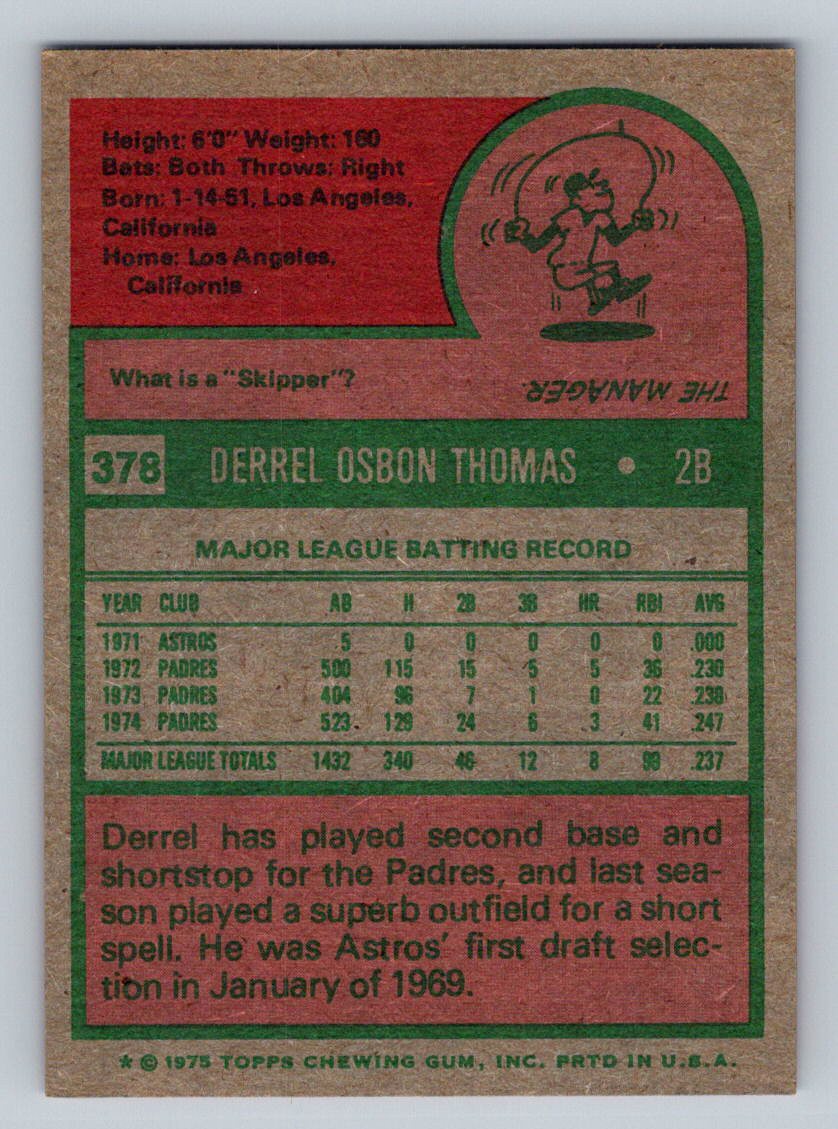 Height: 6'0" Weight: 160
Bats: Both Throws: Right
Born: 1-14-51, Los Angeles,
California
Home: Los Angeles,
California
What is a "Skipper"?
THE MANAGER.
378 DERREL OSBON THOMAS • 2B
MAJOR LEAGUE BATTING RECORD
YEAR CLUB AB H 2B 3B HR RBI AVG
1971 ASTROS 5 0 0 0 0 0 .000
1972 PADRES 500 115 15 5 5 36 .230
1973 PADRES 404 96 7 1 0 22 .238
1974 PADRES 523 129 24 6 3 41 .247
MAJOR LEAGUE TOTALS 1432 340 46 12 8 99 .237
Derrel has played second base and
shortstop for the Padres, and last sea-
son played a superb outfield for a short
spell. He was Astros' first draft selec-
tion in January of 1969.
* © 1975 TOPPS CHEWING GUM, INC. PRTD IN U.S.A.